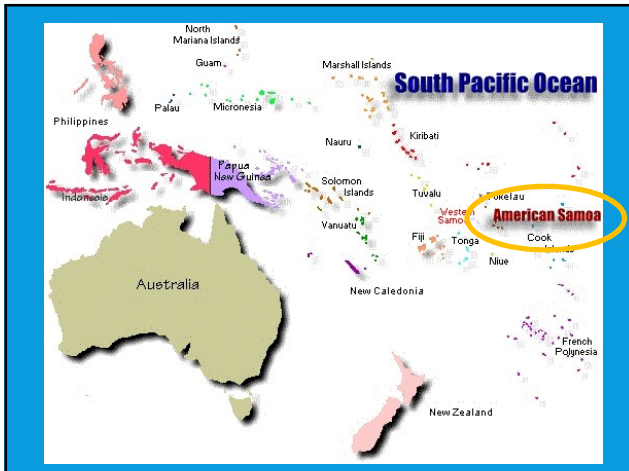 North
Mariana Islands
Guam
Marshall Islands
South Pacific Ocean
Philippines
Palau
Micronesia
Nauru
Kiribati
Papua
New Guinea
Indonesia
Solomon
Islands
Tuvalu
Tokelau
Western
Samoa
American Samoa
Vanuatu
Fiji
Tonga
Cook
Islands
Niue
Australia
New Caledonia
French
Polynesia
New Zealand